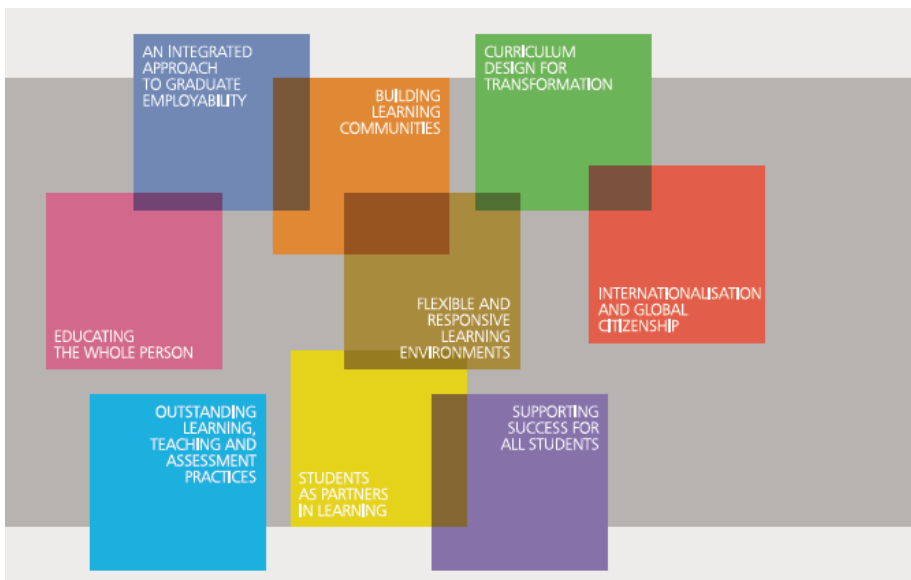 AN INTEGRATED
APPROACH
TO GRADUATE
EMPLOYABILITY
BUILDING
LEARNING
COMMUNITIES
CURRICULUM
DESIGN FOR
TRANSFORMATION
EDUCATING
THE WHOLE PERSON
FLEXIBLE AND
RESPONSIVE
LEARNING
ENVIRONMENTS
INTERNATIONALISATION
AND GLOBAL
CITIZENSHIP
OUTSTANDING
LEARNING,
TEACHING AND
ASSESSMENT
PRACTICES
STUDENTS
AS PARTNERS
IN LEARNING
SUPPORTING
SUCCESS FOR
ALL STUDENTS